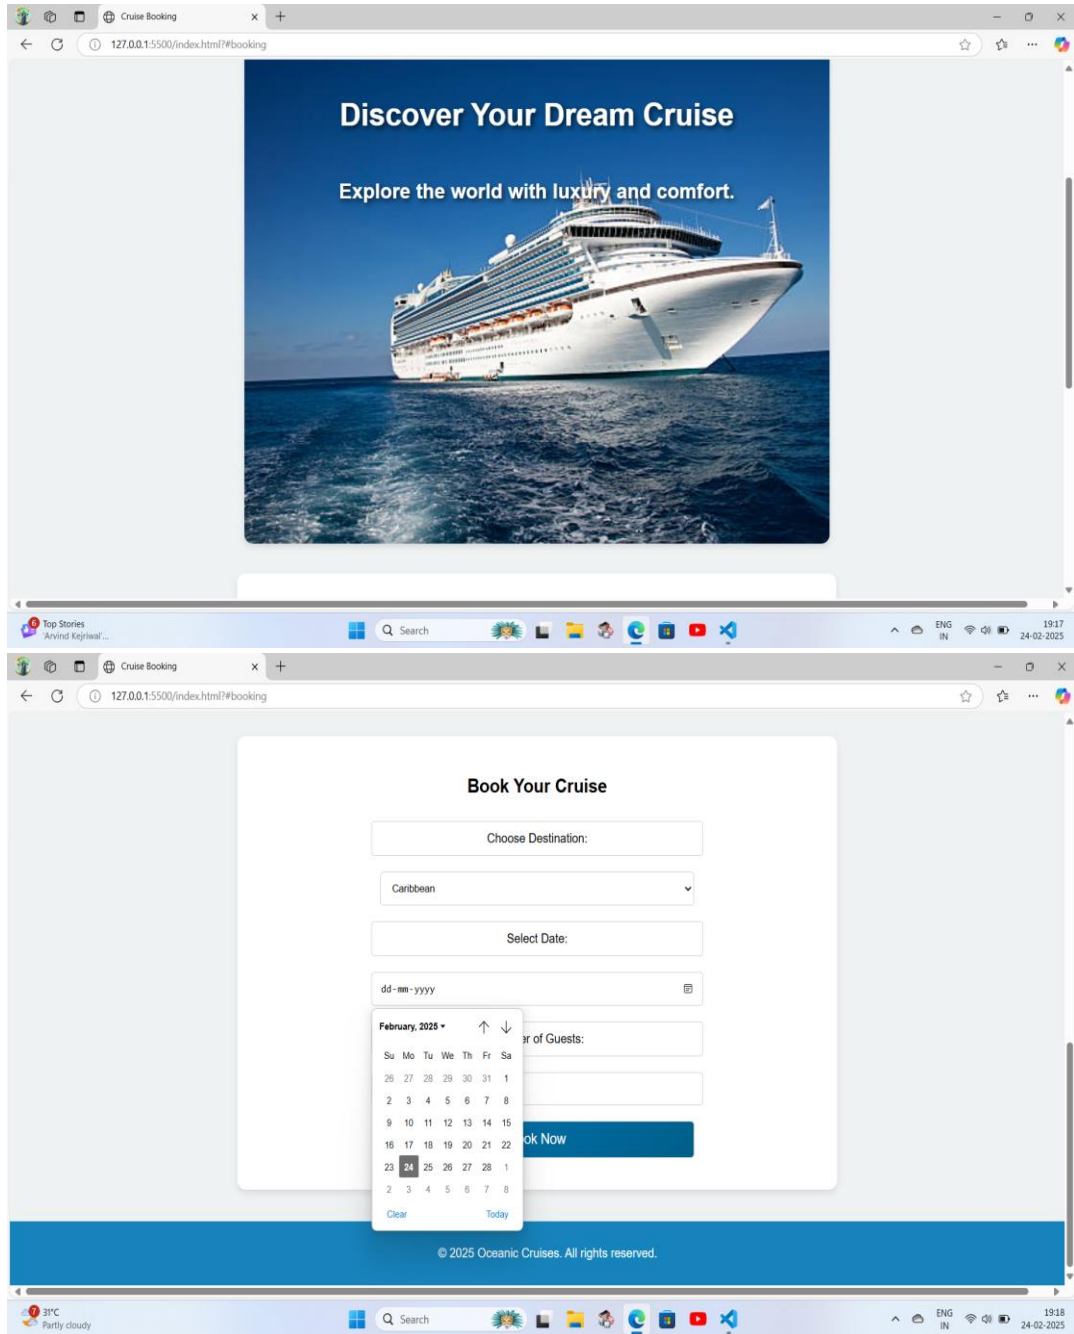 Cruise Booking
127.0.0.1:5500/index.html?#booking
Discover Your Dream Cruise
Explore the world with luxury and comfort.
6
Top Stories
'Arvind Kejriwal'...
Search
ENG
IN
19:17
24-02-2025
Cruise Booking
127.0.0.1:5500/index.html?#booking
Book Your Cruise
Choose Destination:
Caribbean
Select Date:
dd-mm-yyyy
February, 2025
er of Guests:
Su Mo Tu We Th Fr Sa
26 27 28 29 30 31 1
2 3 4 5 6 7 8
9 10 11 12 13 14 15
ok Now
16 17 18 19 20 21 22
23 24 25 26 27 28 1
2 3 4 5 6 7 8
Clear Today
© 2025 Oceanic Cruises. All rights reserved.
7
31°C
Partly cloudy
Search
ENG
IN
19:18
24-02-2025